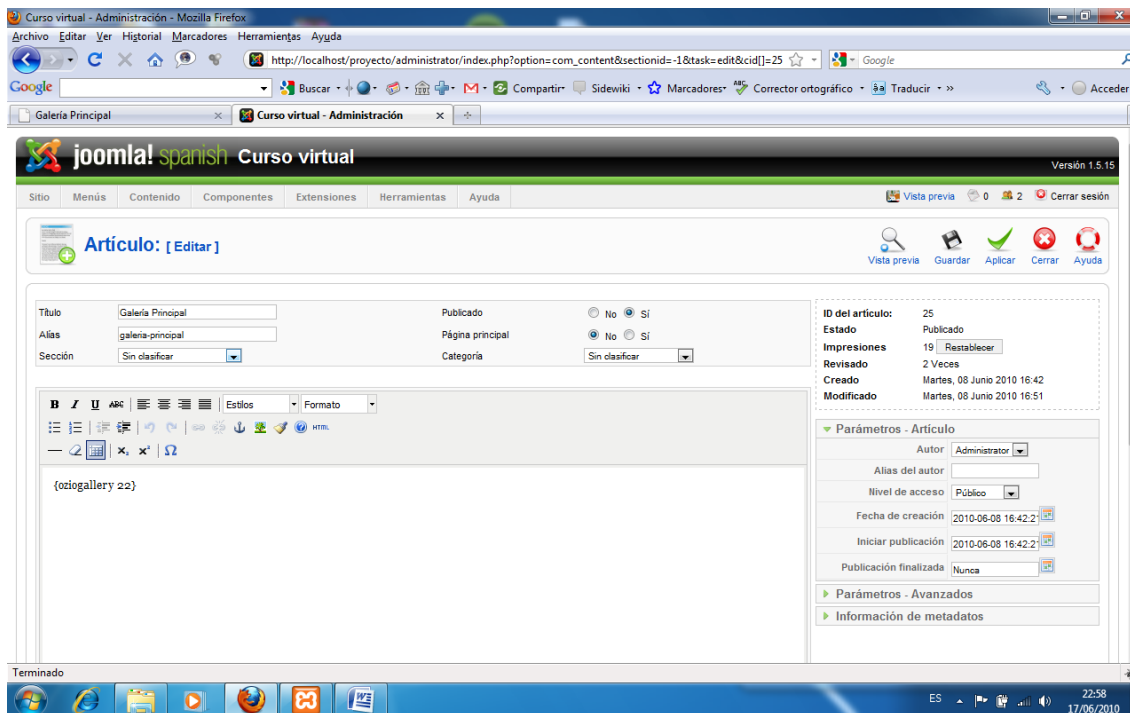 Curso virtual - Administración - Mozilla Firefox
Archivo Editar Ver Historial Marcadores Herramientas Ayuda
http://localhost/proyecto/administrator/index.php?option=com_content&sectionid=-1&task=edit&cid[]=25 Google
Google Buscar Compartir Sidewiki Marcadores ABC Corrector ortográfico Traducir » Acceder
Galería Principal Curso virtual - Administración
joomla! spanish Curso virtual Versión 1.5.15
Sitio Menús Contenido Componentes Extensiones Herramientas Ayuda Vista previa 0 2 Cerrar sesión
Artículo: [ Editar ]
Vista previa Guardar Aplicar Cerrar Ayuda
Título Galería Principal Publicado No Sí
Alias galeria-principal Página principal No Sí
Sección Sin clasificar Categoría Sin clasificar
ID del artículo: 25
Estado Publicado
Impresiones 19 Restablecer
Revisado 2 Veces
Creado Martes, 08 Junio 2010 16:42
Modificado Martes, 08 Junio 2010 16:51
B I U ABC Estilos Formato
HTML
x₂ x² Ω
{oziogallery 22}
Parámetros - Artículo
Autor Administrator
Alias del autor
Nivel de acceso Público
Fecha de creación 2010-06-08 16:42:2
Iniciar publicación 2010-06-08 16:42:2
Publicación finalizada Nunca
Parámetros - Avanzados
Información de metadatos
Terminado
ES 22:58
17/06/2010